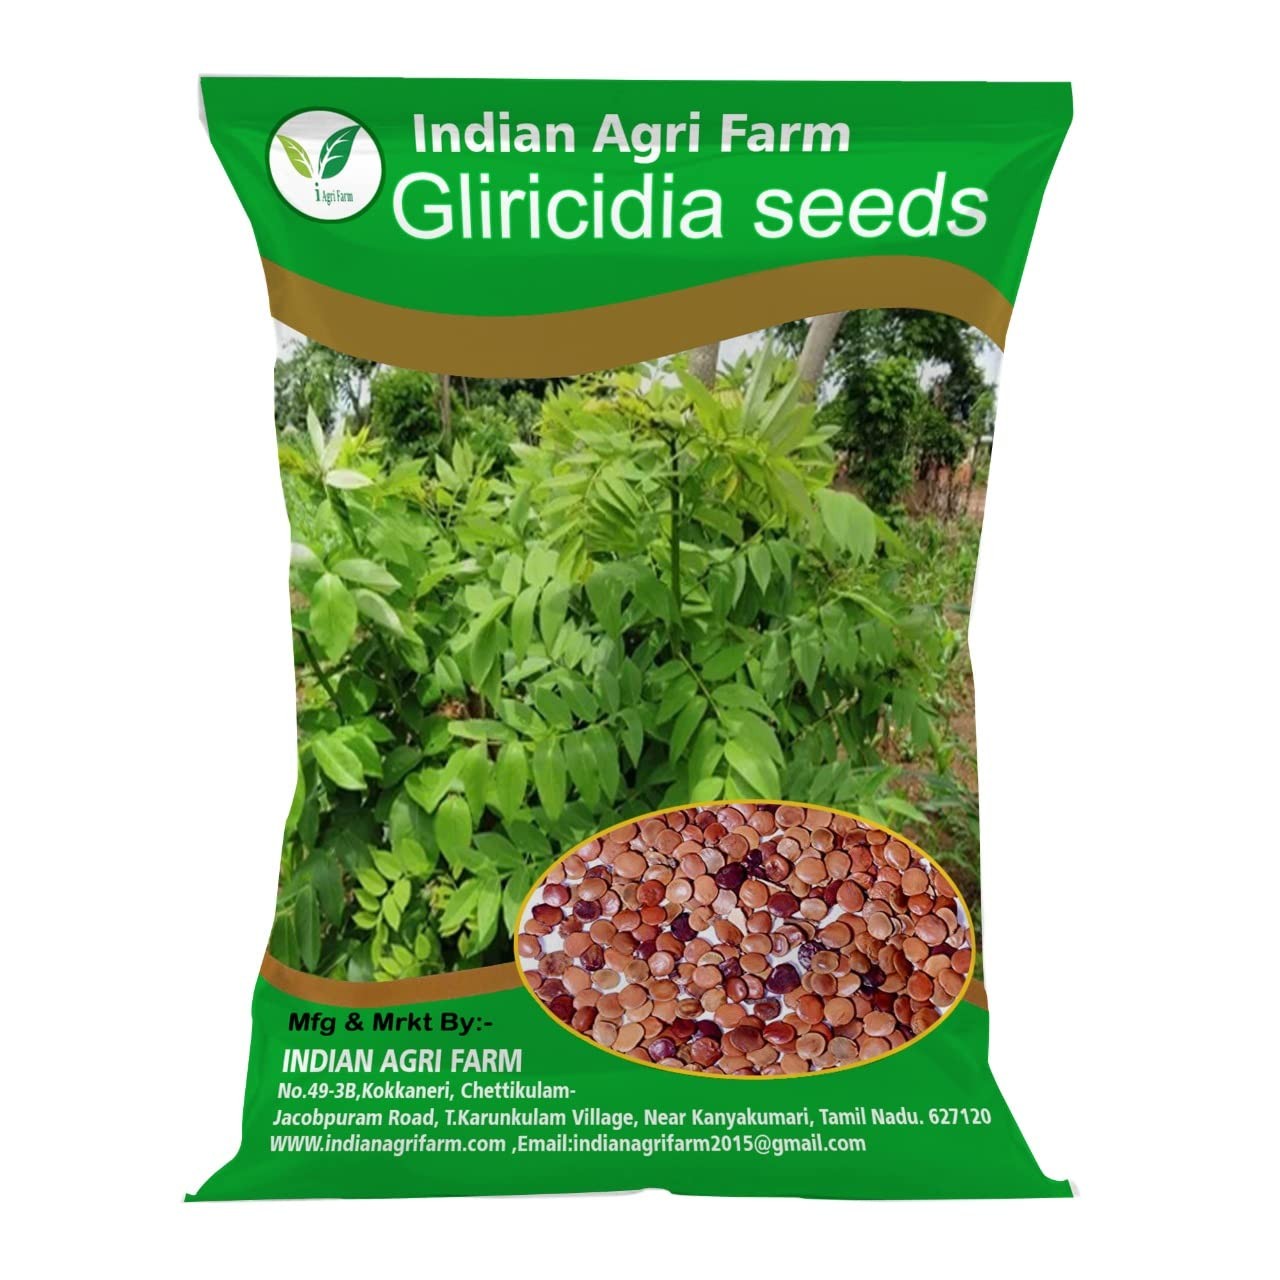 Indian Agri Farm
Gliricidia seeds
i Agri Farm
Mfg & Mrkt By:-
INDIAN AGRI FARM
No.49-3B,Kokkaneri, Chettikulam-
Jacobpuram Road, T.Karunkulam Village, Near Kanyakumari, Tamil Nadu. 627120
WWW.indianagrifarm.com ,Email:indianagrifarm2015@gmail.com